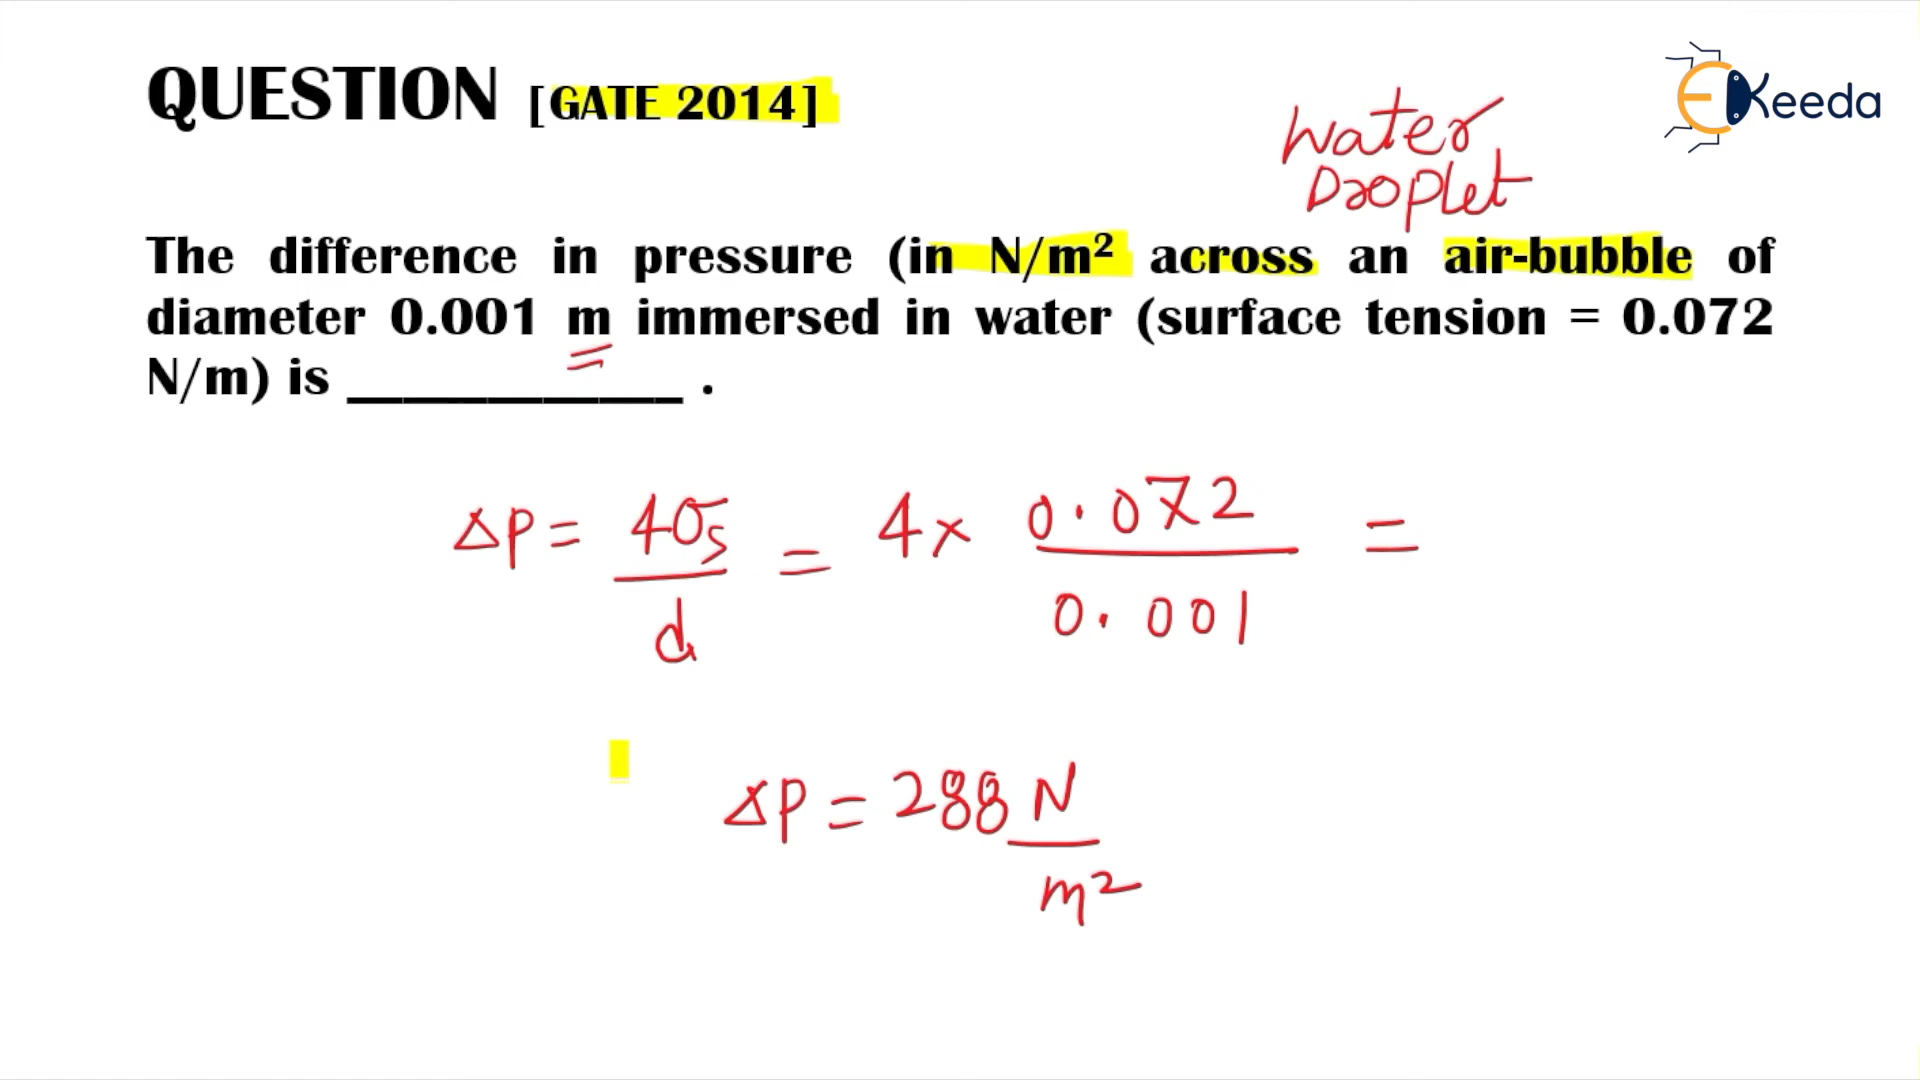 QUESTION [GATE 2014]
EKeeda
Water
Droplet
The difference in pressure (in N/m² across an air-bubble of
diameter 0.001 m immersed in water (surface tension = 0.072
N/m) is ____________ .
ΔP = 4σs / d = 4 × 0.072 / 0.001 =
ΔP = 288 N / m²